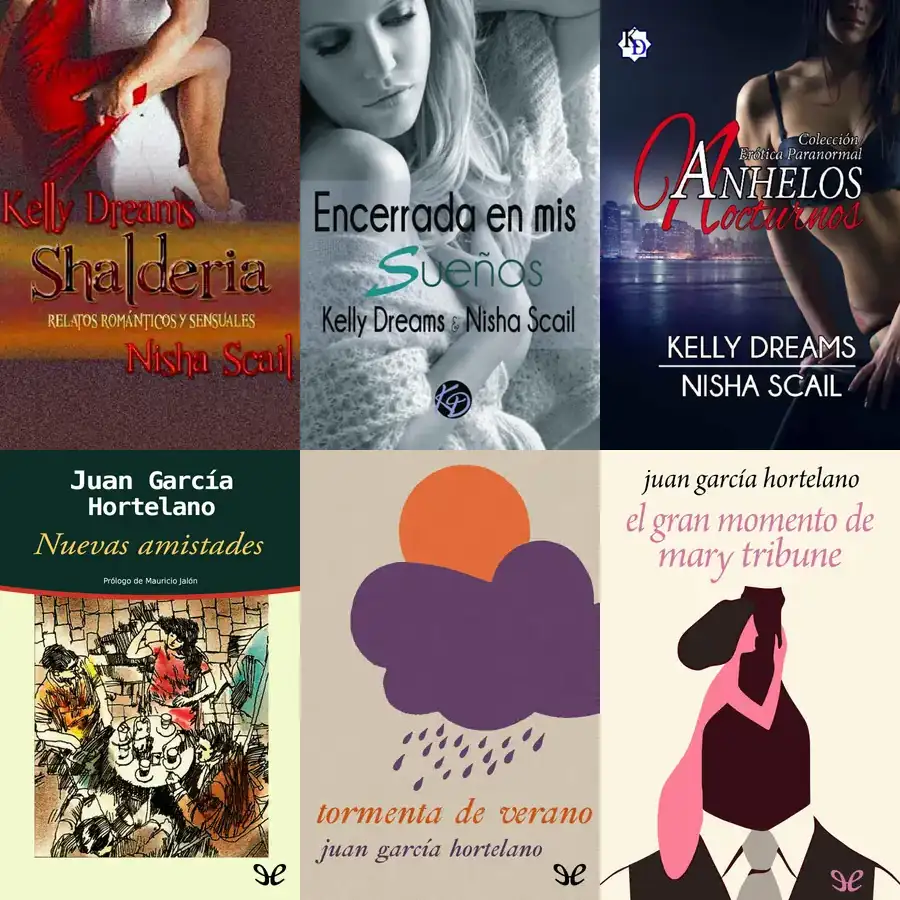 Kelly Dreams
Shalderia
RELATOS ROMÁNTICOS Y SENSUALES
Nisha Scail
Encerrada en mis
Sueños
Kelly Dreams & Nisha Scail
KD
KD
Colección
Erótica Paranormal
ANHELOS
Nocturnos
KELLY DREAMS
NISHA SCAIL
Juan García
Hortelano
Nuevas amistades
Prólogo de Mauricio Jalón
tormenta de verano
juan garcía hortelano
juan garcía hortelano
el gran momento de
mary tribune